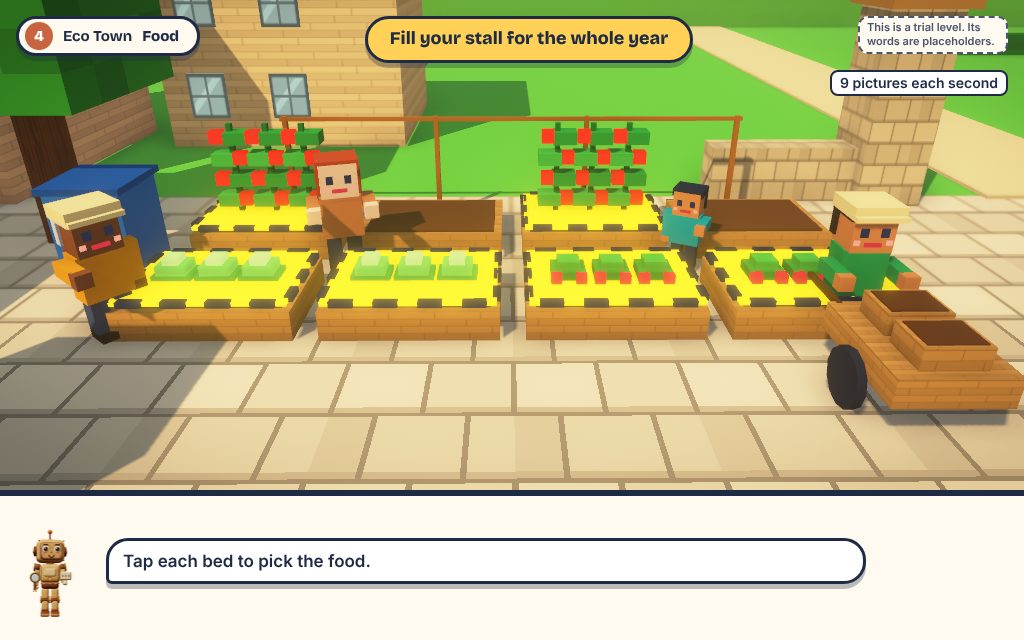 4 Eco Town Food
Fill your stall for the whole year
This is a trial level. Its
words are placeholders.
9 pictures each second
Tap each bed to pick the food.